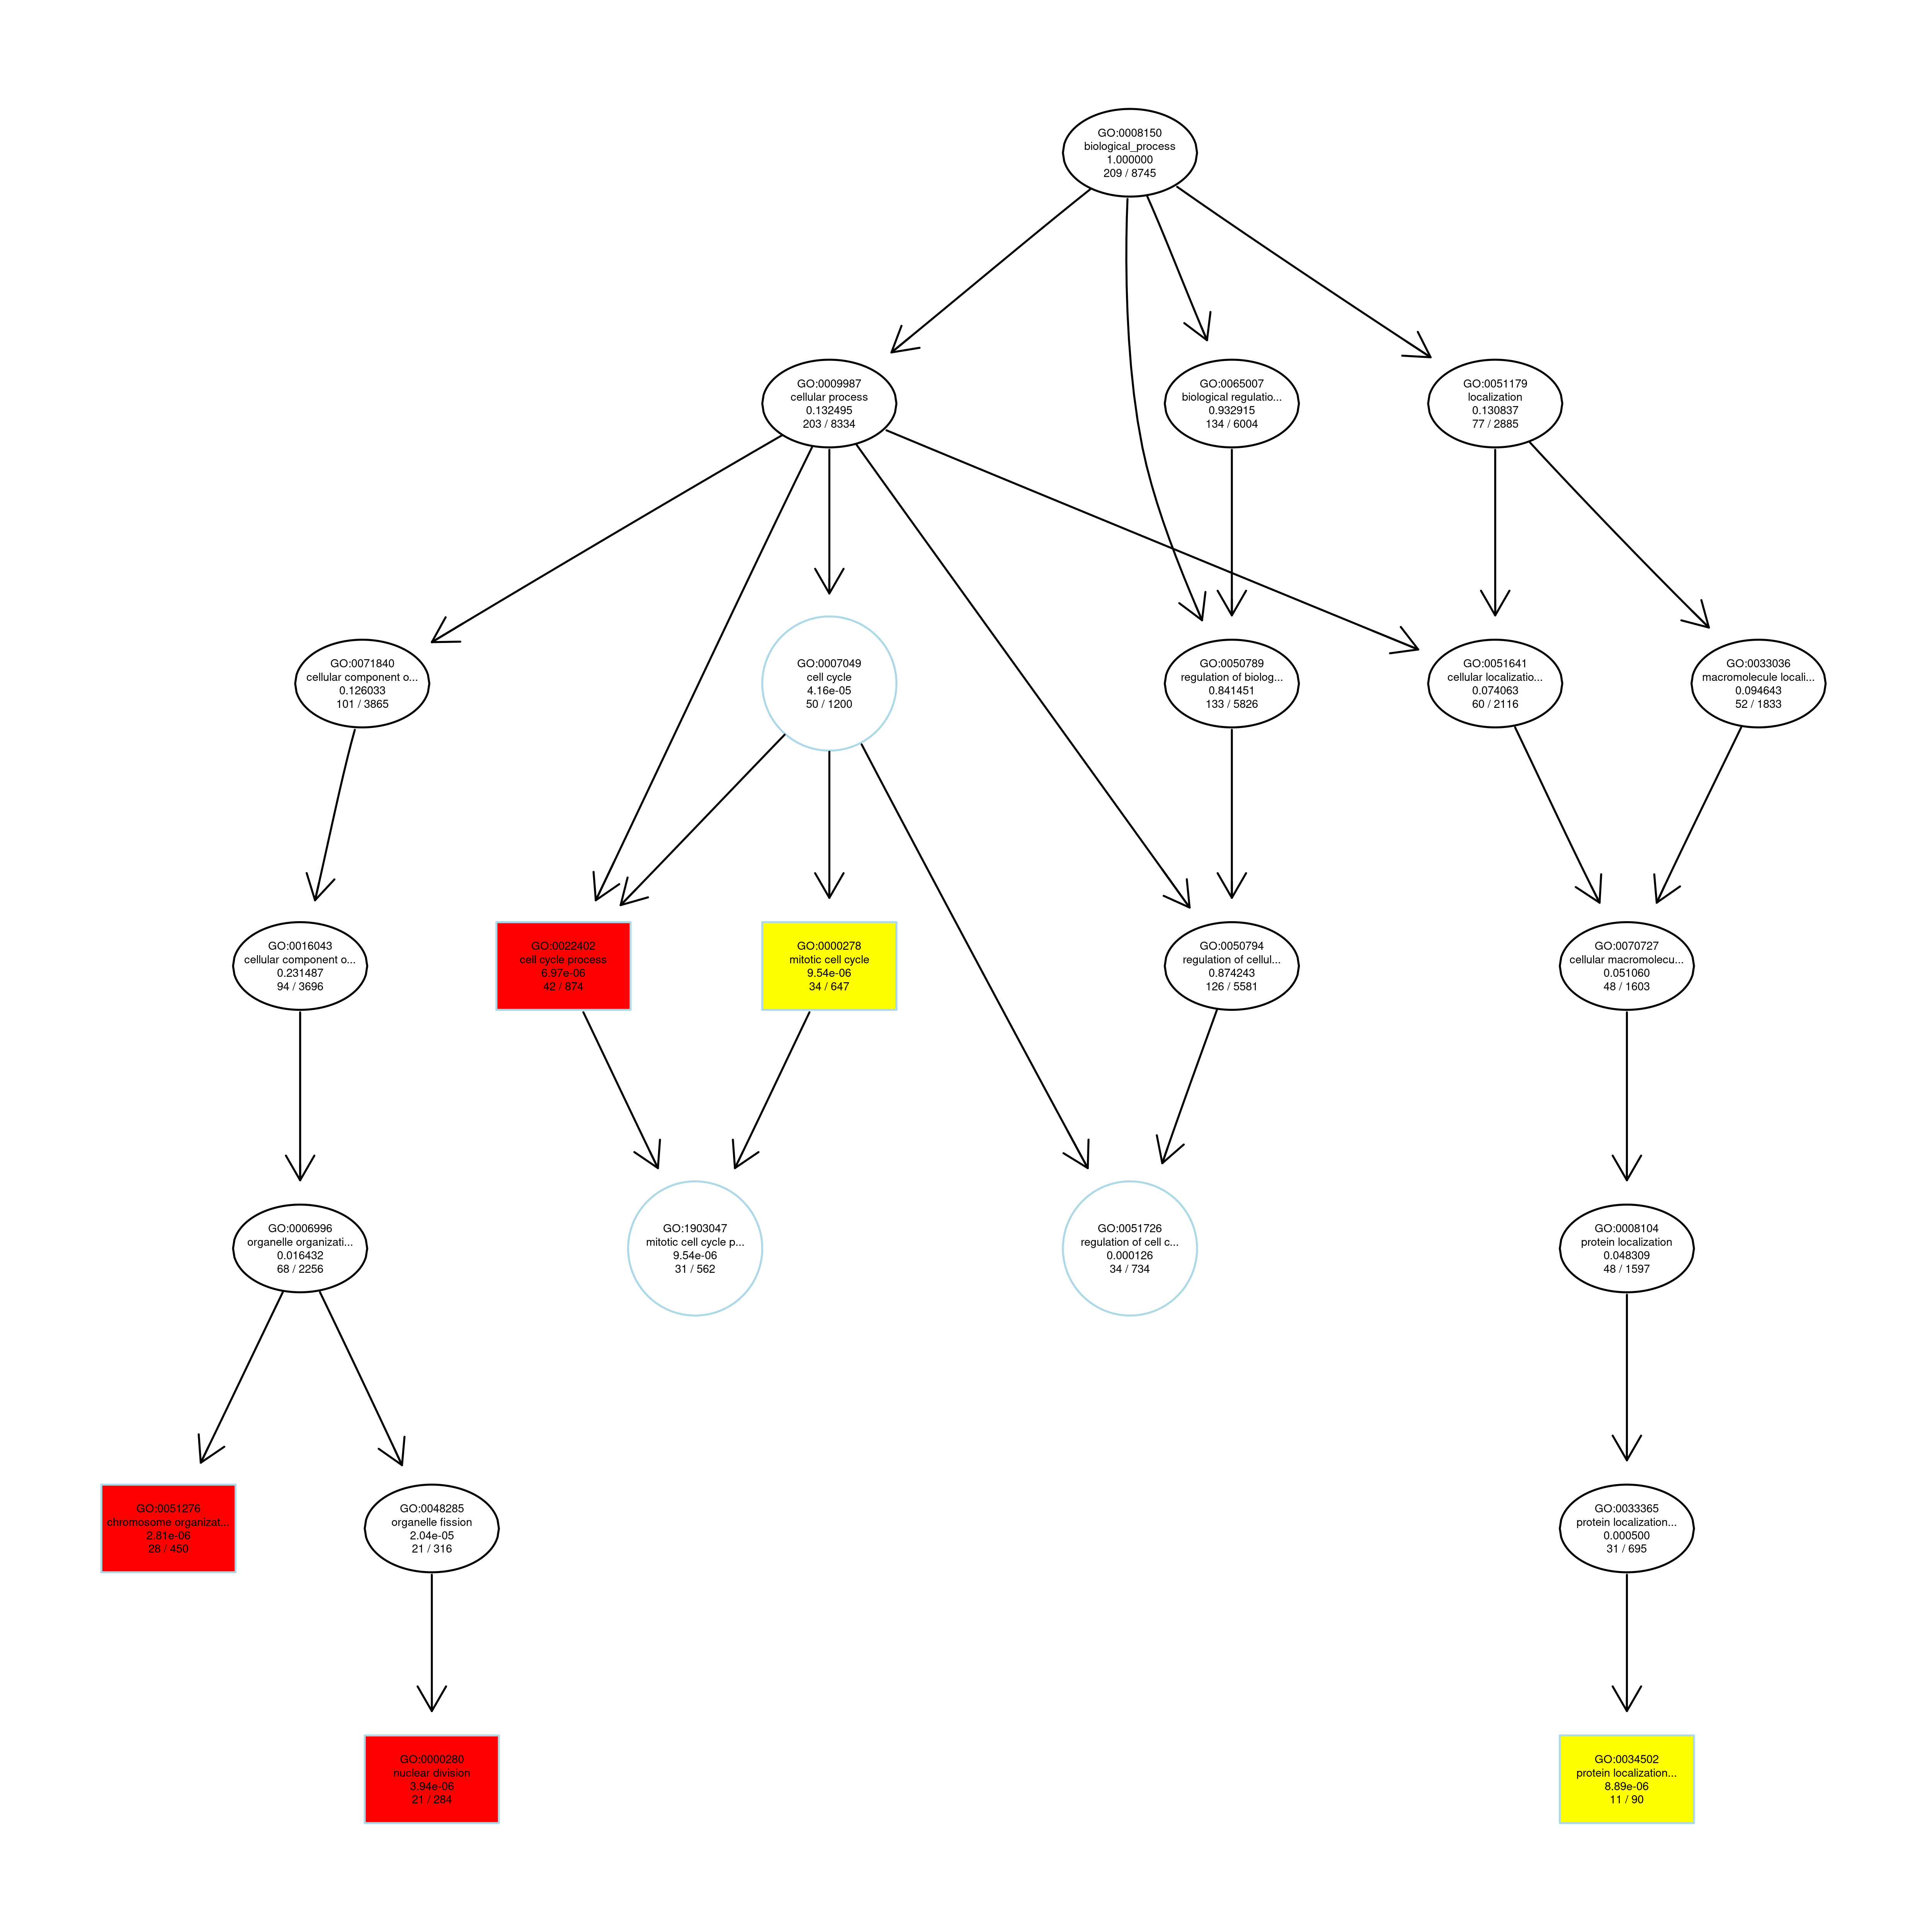 GO:0008150
biological_process
1.000000
209 / 8745
GO:0009987
cellular process
0.132495
203 / 8334
GO:0065007
biological regulatio...
0.932915
134 / 6004
GO:0051179
localization
0.130837
77 / 2885
GO:0071840
cellular component o...
0.126033
101 / 3865
GO:0007049
cell cycle
4.16e-05
50 / 1200
GO:0050789
regulation of biolog...
0.841451
133 / 5826
GO:0051641
cellular localizatio...
0.074063
60 / 2116
GO:0033036
macromolecule locali...
0.094643
52 / 1833
GO:0016043
cellular component o...
0.231487
94 / 3696
GO:0022402
cell cycle process
6.97e-06
42 / 874
GO:0000278
mitotic cell cycle
9.54e-06
34 / 647
GO:0050794
regulation of cellul...
0.874243
126 / 5581
GO:0070727
cellular macromolecu...
0.051060
48 / 1603
GO:0006996
organelle organizati...
0.016432
68 / 2256
GO:1903047
mitotic cell cycle p...
9.54e-06
31 / 562
GO:0051726
regulation of cell c...
0.000126
34 / 734
GO:0008104
protein localization
0.048309
48 / 1597
GO:0051276
chromosome organizat...
2.81e-06
28 / 450
GO:0048285
organelle fission
2.04e-05
21 / 316
GO:0033365
protein localization...
0.000500
31 / 695
GO:0000280
nuclear division
3.94e-06
21 / 284
GO:0034502
protein localization...
8.89e-06
11 / 90